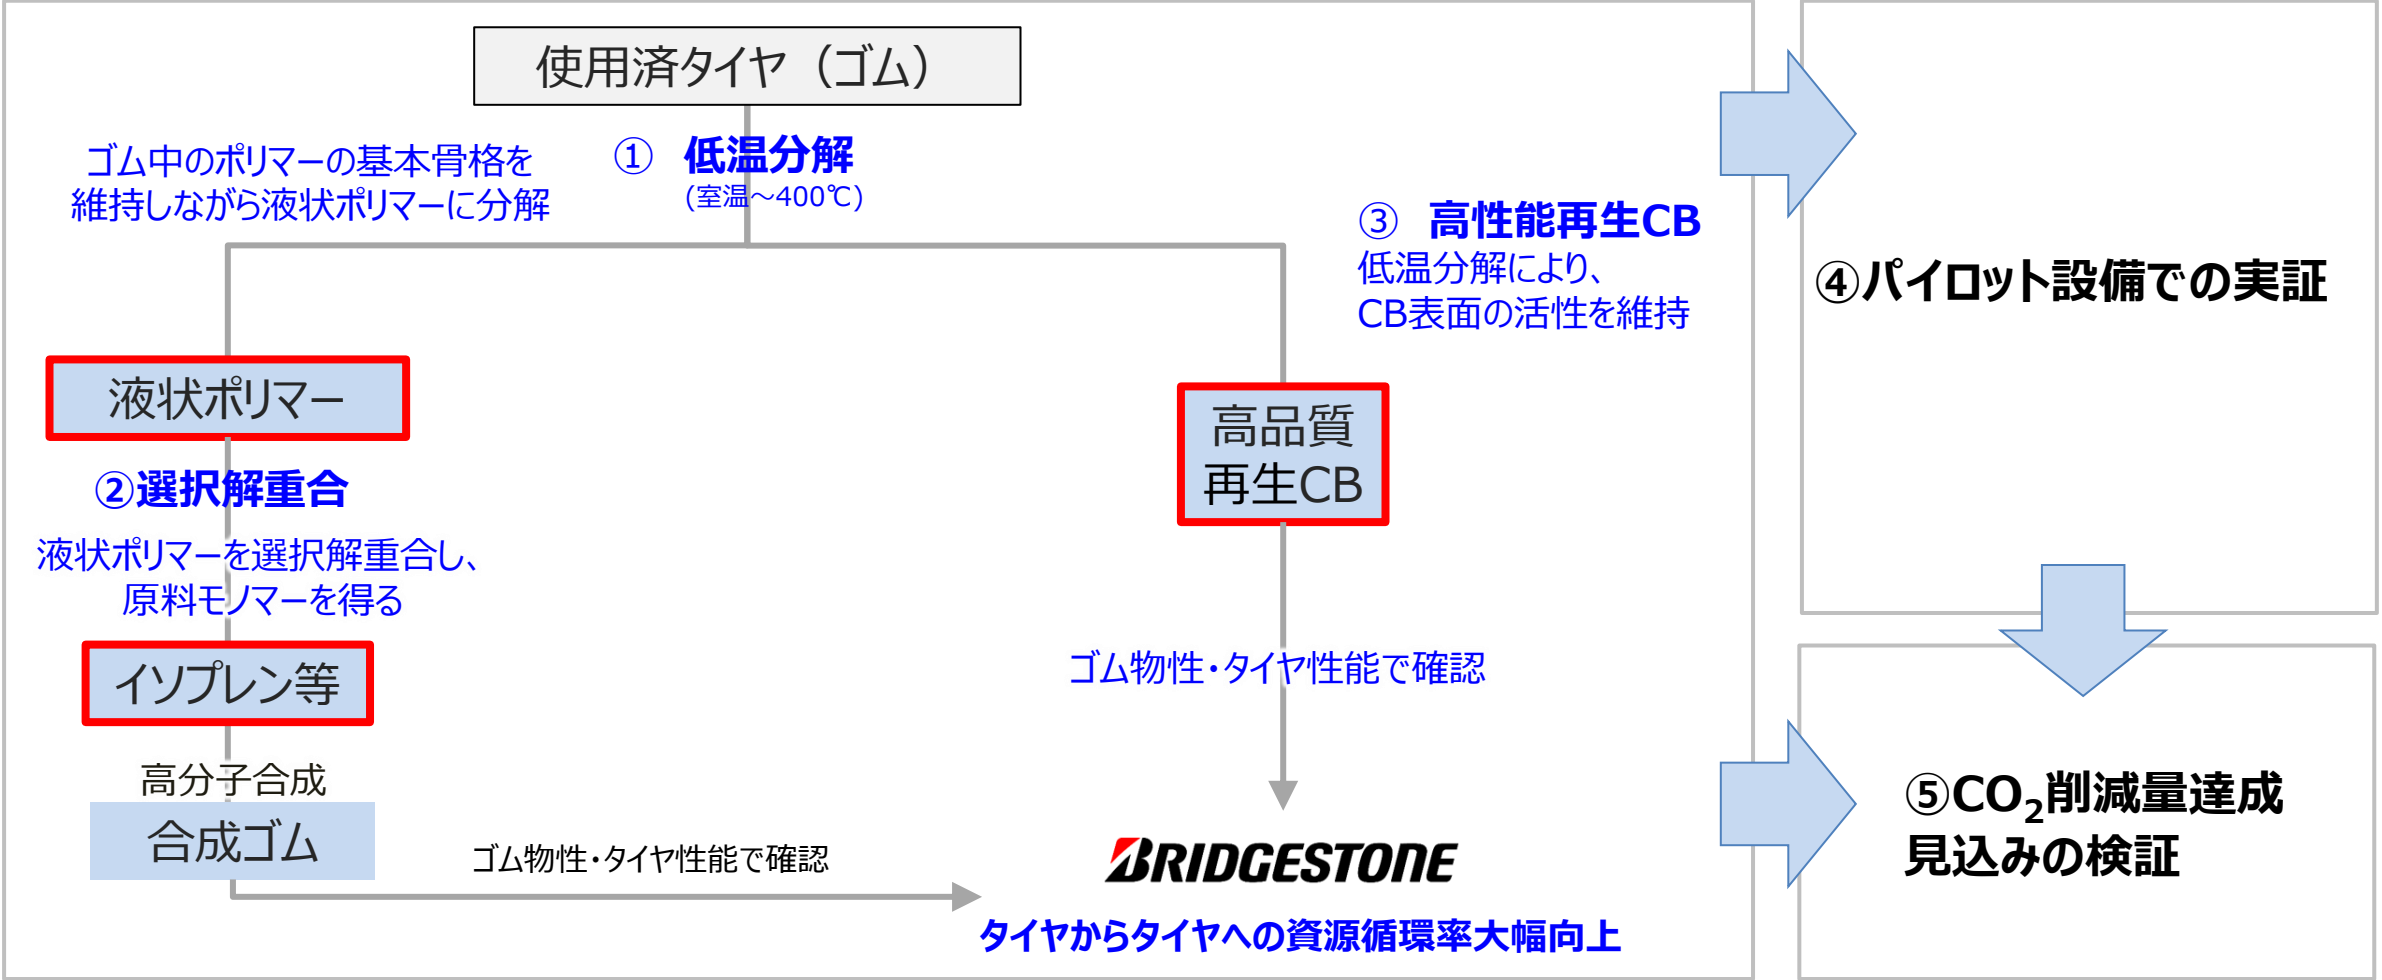 使用済タイヤ（ゴム）
ゴム中のポリマーの基本骨格を
維持しながら液状ポリマーに分解
① 低温分解
(室温～400℃)
③ 高性能再生CB
低温分解により、
CB表面の活性を維持
液状ポリマー
②選択解重合
液状ポリマーを選択解重合し、
原料モノマーを得る
イソプレン等
高分子合成
合成ゴム
ゴム物性・タイヤ性能で確認
高品質
再生CB
ゴム物性・タイヤ性能で確認
BRIDGESTONE
タイヤからタイヤへの資源循環率大幅向上
④パイロット設備での実証
⑤CO₂削減量達成
見込みの検証